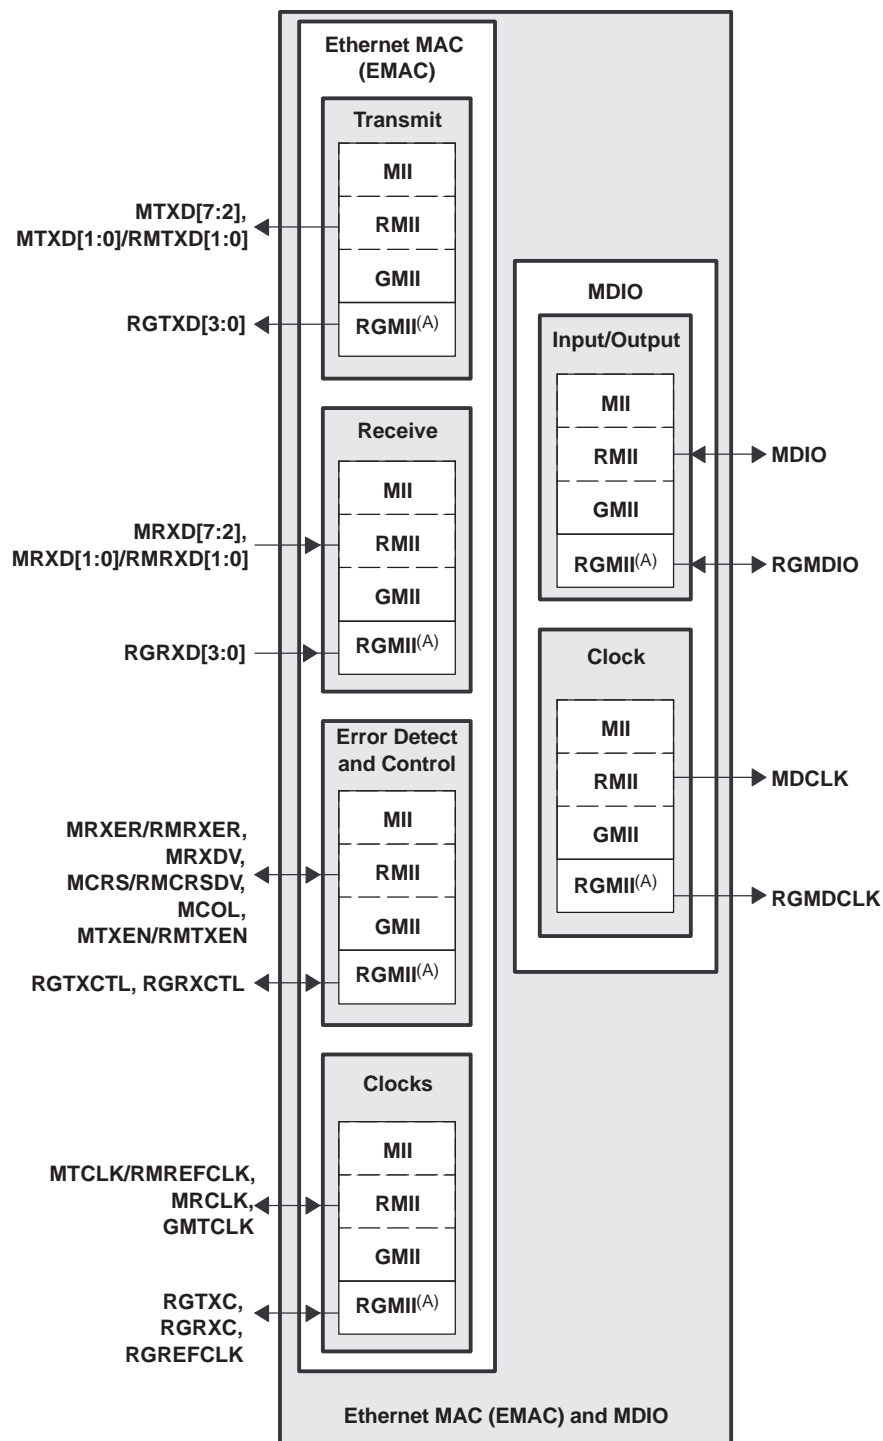 Ethernet MAC
(EMAC)
Transmit
MII
RMII
GMII
RGMII(A)
MTXD[7:2],
MTXD[1:0]/RMTXD[1:0]
RGTXD[3:0]
Receive
MII
RMII
GMII
RGMII(A)
MRXD[7:2],
MRXD[1:0]/RMRXD[1:0]
RGRXD[3:0]
Error Detect
and Control
MII
RMII
GMII
RGMII(A)
MRXER/RMRXER,
MRXDV,
MCRS/RMCRSDV,
MCOL,
MTXEN/RMTXEN
RGTXCTL, RGRXCTL
Clocks
MII
RMII
GMII
RGMII(A)
MTCLK/RMREFCLK,
MRCLK,
GMTCLK
RGTXC,
RGRXC,
RGREFCLK
MDIO
Input/Output
MII
RMII
GMII
RGMII(A)
MDIO
RGMDIO
Clock
MII
RMII
GMII
RGMII(A)
MDCLK
RGMDCLK
Ethernet MAC (EMAC) and MDIO